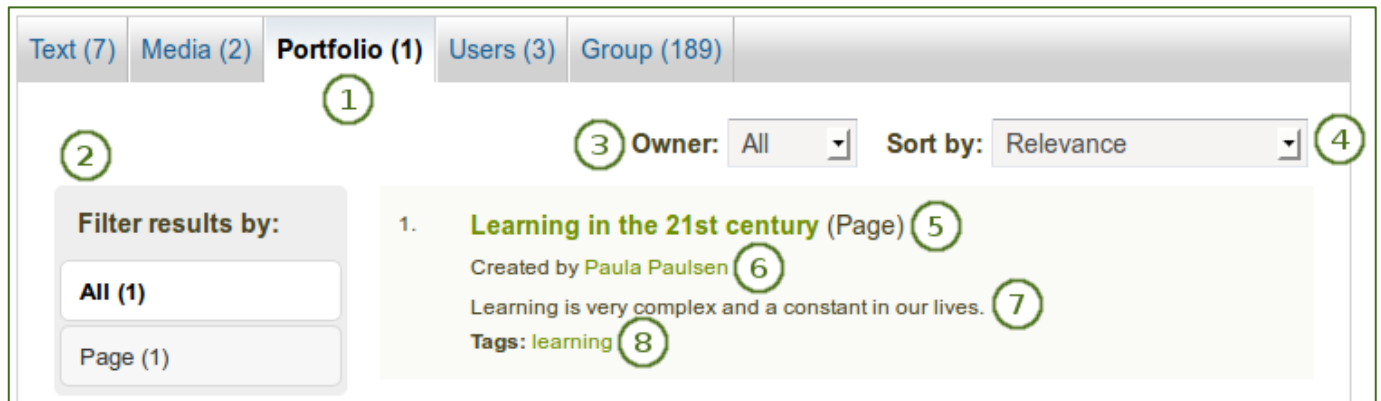 Text (7) Media (2) Portfolio (1) Users (3) Group (189)
1
2
3 Owner: All Sort by: Relevance 4
Filter results by:
All (1)
Page (1)
1. Learning in the 21st century (Page) 5
Created by Paula Paulsen 6
Learning is very complex and a constant in our lives. 7
Tags: learning 8